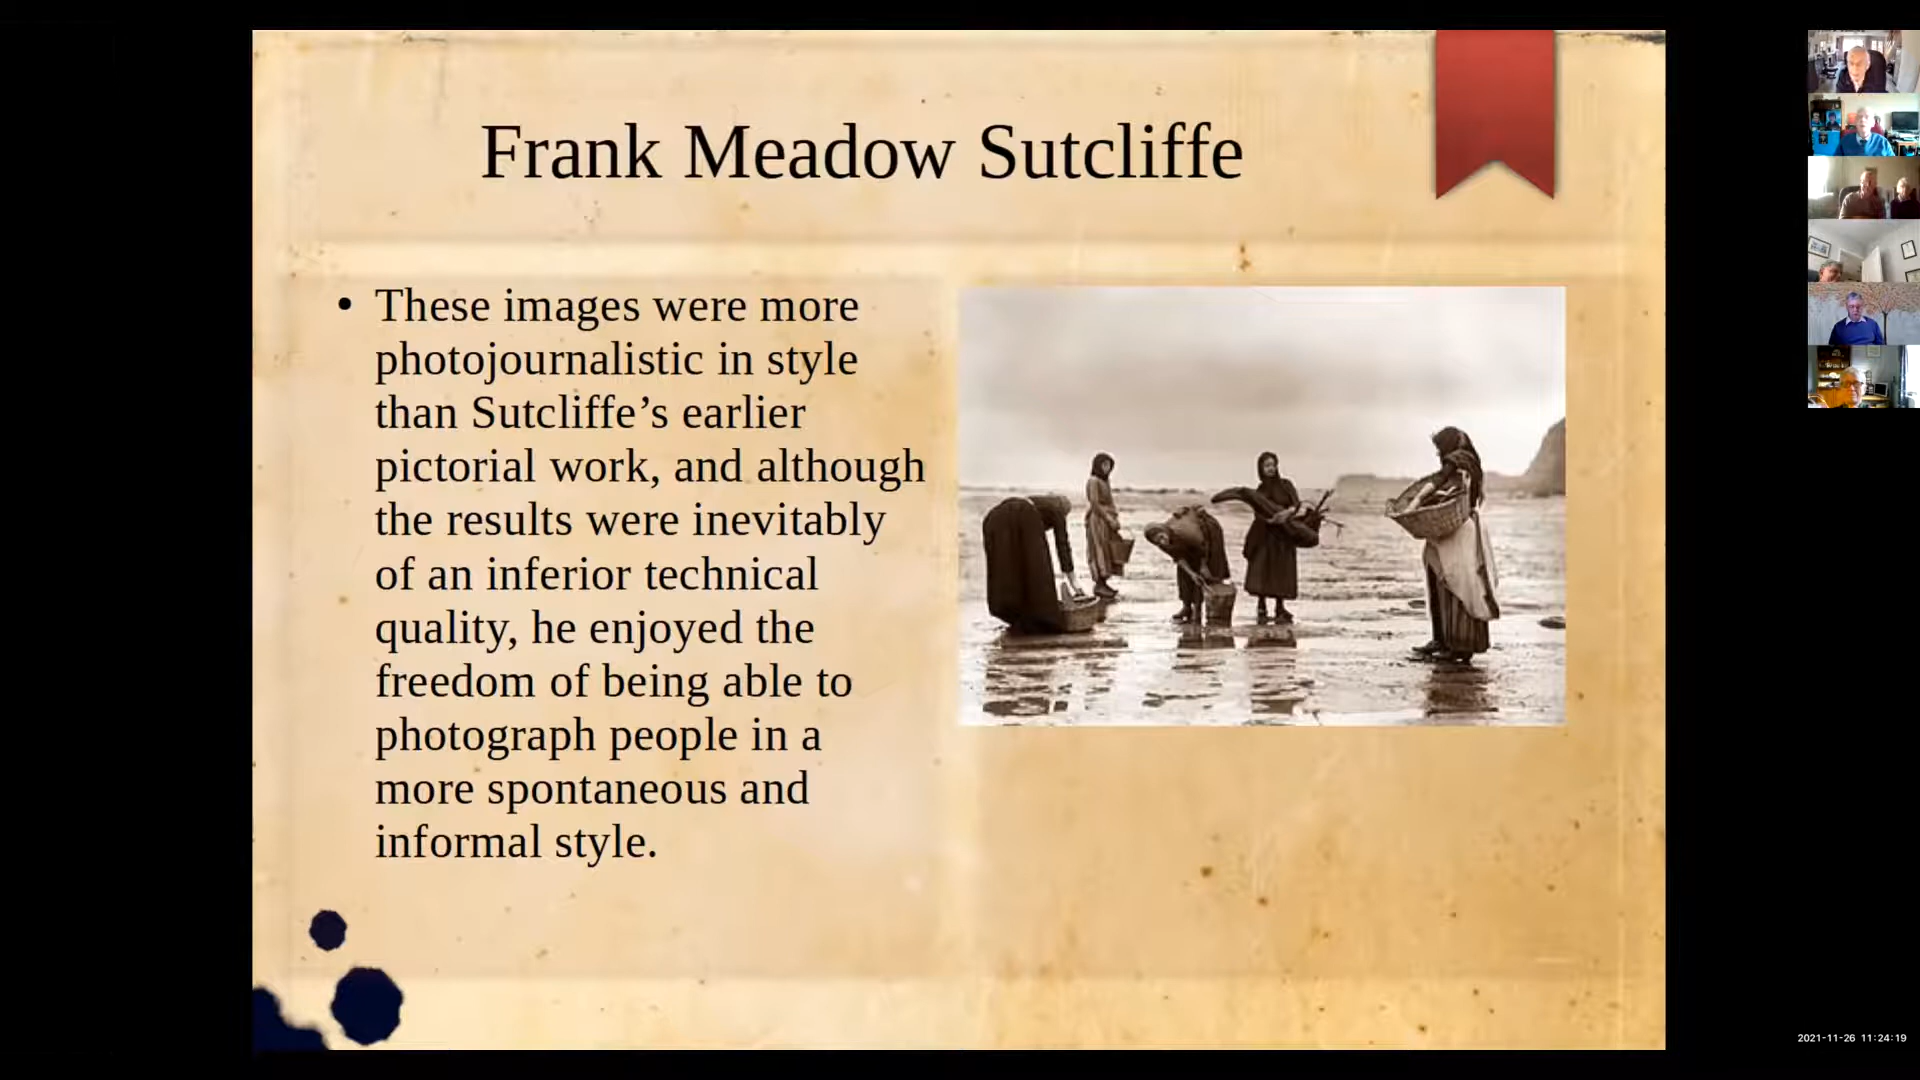 Frank Meadow Sutcliffe
• These images were more
photojournalistic in style
than Sutcliffe’s earlier
pictorial work, and although
the results were inevitably
of an inferior technical
quality, he enjoyed the
freedom of being able to
photograph people in a
more spontaneous and
informal style.
2021-11-26 11:24:19